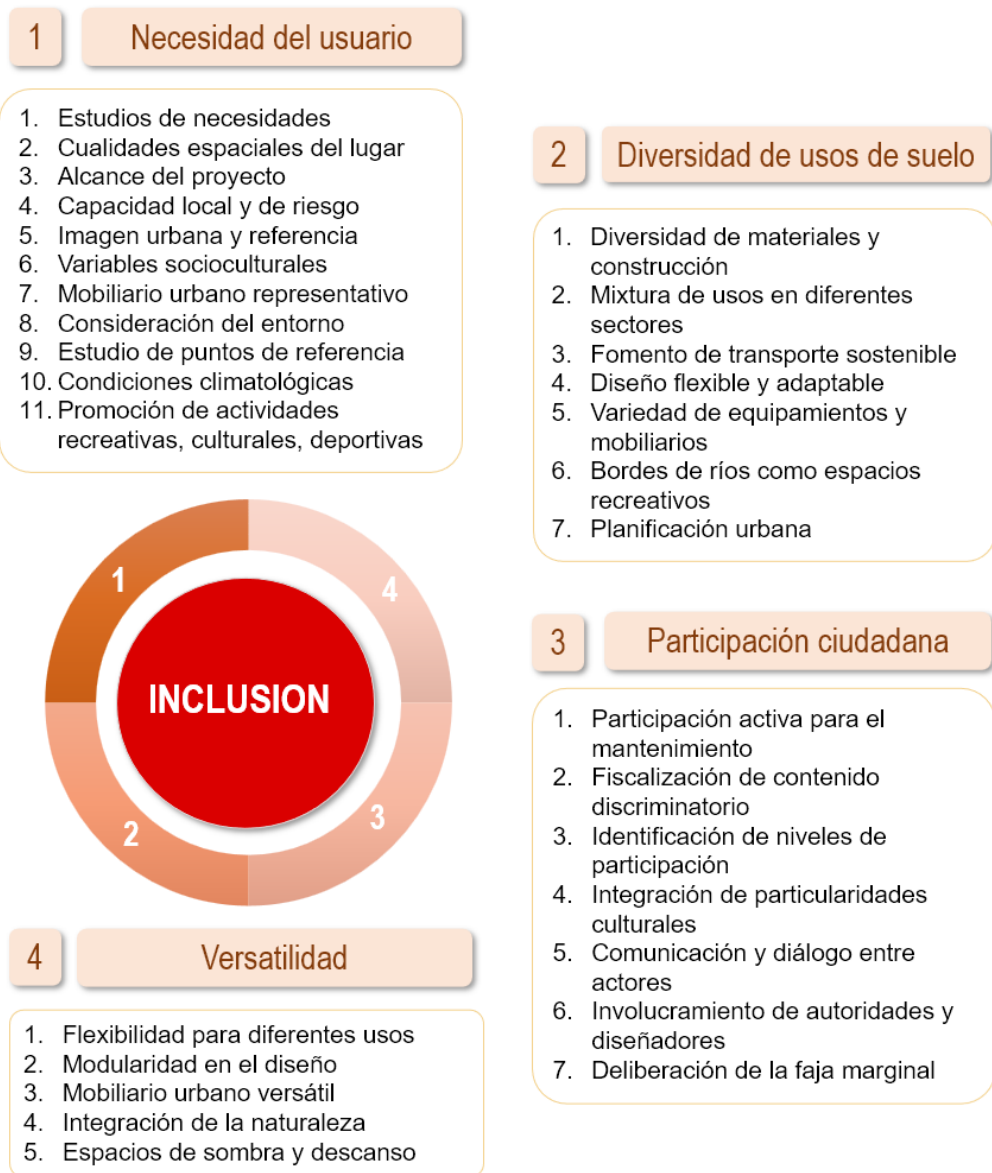 1
Necesidad del usuario
1. Estudios de necesidades
2. Cualidades espaciales del lugar
3. Alcance del proyecto
4. Capacidad local y de riesgo
5. Imagen urbana y referencia
6. Variables socioculturales
7. Mobiliario urbano representativo
8. Consideración del entorno
9. Estudio de puntos de referencia
10. Condiciones climatológicas
11. Promoción de actividades
recreativas, culturales, deportivas
2
Diversidad de usos de suelo
1. Diversidad de materiales y
construcción
2. Mixtura de usos en diferentes
sectores
3. Fomento de transporte sostenible
4. Diseño flexible y adaptable
5. Variedad de equipamientos y
mobiliarios
6. Bordes de ríos como espacios
recreativos
7. Planificación urbana
1
4
INCLUSION
2
3
3
Participación ciudadana
1. Participación activa para el
mantenimiento
2. Fiscalización de contenido
discriminatorio
3. Identificación de niveles de
participación
4. Integración de particularidades
culturales
5. Comunicación y diálogo entre
actores
6. Involucramiento de autoridades y
diseñadores
7. Deliberación de la faja marginal
4
Versatilidad
1. Flexibilidad para diferentes usos
2. Modularidad en el diseño
3. Mobiliario urbano versátil
4. Integración de la naturaleza
5. Espacios de sombra y descanso